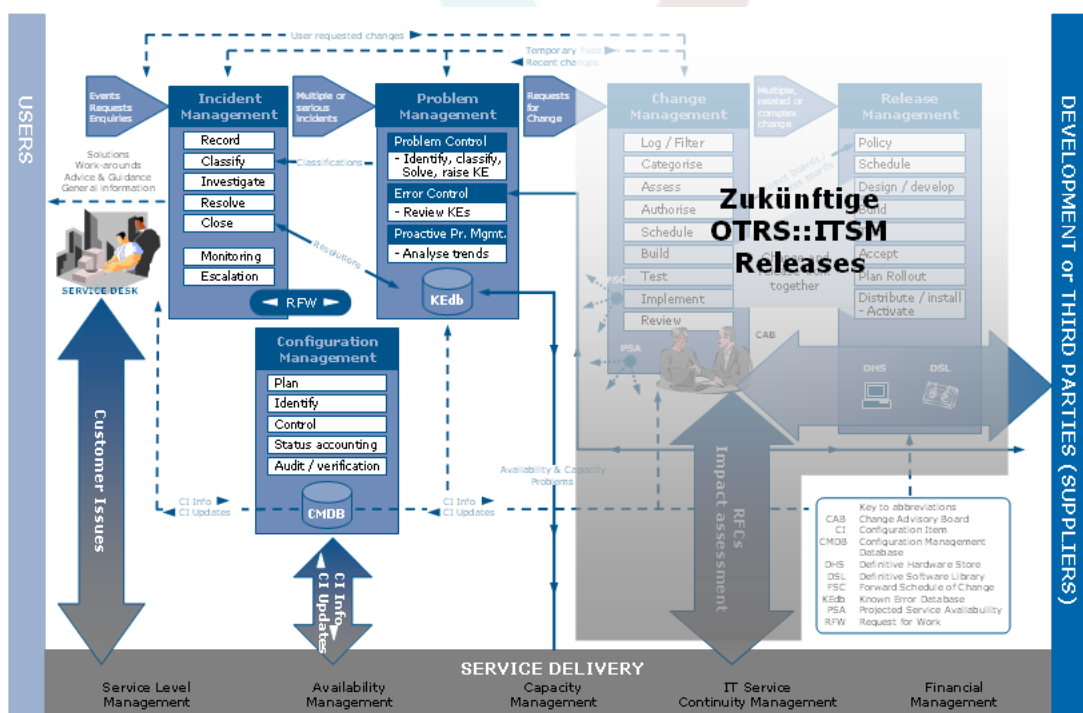 USERS
User requested changes
Temporary fixes
Recent changes
Events
Requests
Enquiries
Incident
Management
Record
Classify
Investigate
Resolve
Close
Monitoring
Escalation
Multiple or
serious
incidents
Problem
Management
Problem Control
- Identify, classify,
Solve, raise KE
Error Control
- Review KEs
Proactive Pr. Mgmt.
- Analyse trends
KEdb
Requests
for
Change
Change
Management
Log / Filter
Categorise
Assess
Authorise
Schedule
Build
Test
Implement
Review
Multiple,
related or
complex
change
Release
Management
Policy
Schedule
Design / develop
Build
Accept
Plan Rollout
Distribute / install
- Activate
Zukünftige
OTRS::ITSM
Releases
Change and
release work
together
Solutions
Work-arounds
Advice & Guidance
General information
SERVICE DESK
Classifications
Resolutions
RFW
PSA
CAB
DHS
DSL
Configuration
Management
Plan
Identify
Control
Status accounting
Audit / verification
CMDB
CI Info
CI Updates
CI Info
CI Updates
Availability & Capacity
Problems
Customer Issues
CI Info
CI Updates
RFCs
Impact assessment
Key to abbreviations
CAB Change Advisory Board
CI Configuration Item
CMDB Configuration Management
Database
DHS Definitive Hardware Store
DSL Definitive Software Library
FSC Forward Schedule of Change
KEdb Known Error Database
PSA Projected Service Availability
RFW Request for Work
DEVELOPMENT or THIRD PARTIES (SUPPLIERS)
SERVICE DELIVERY
Service Level
Management
Availability
Management
Capacity
Management
IT Service
Continuity Management
Financial
Management